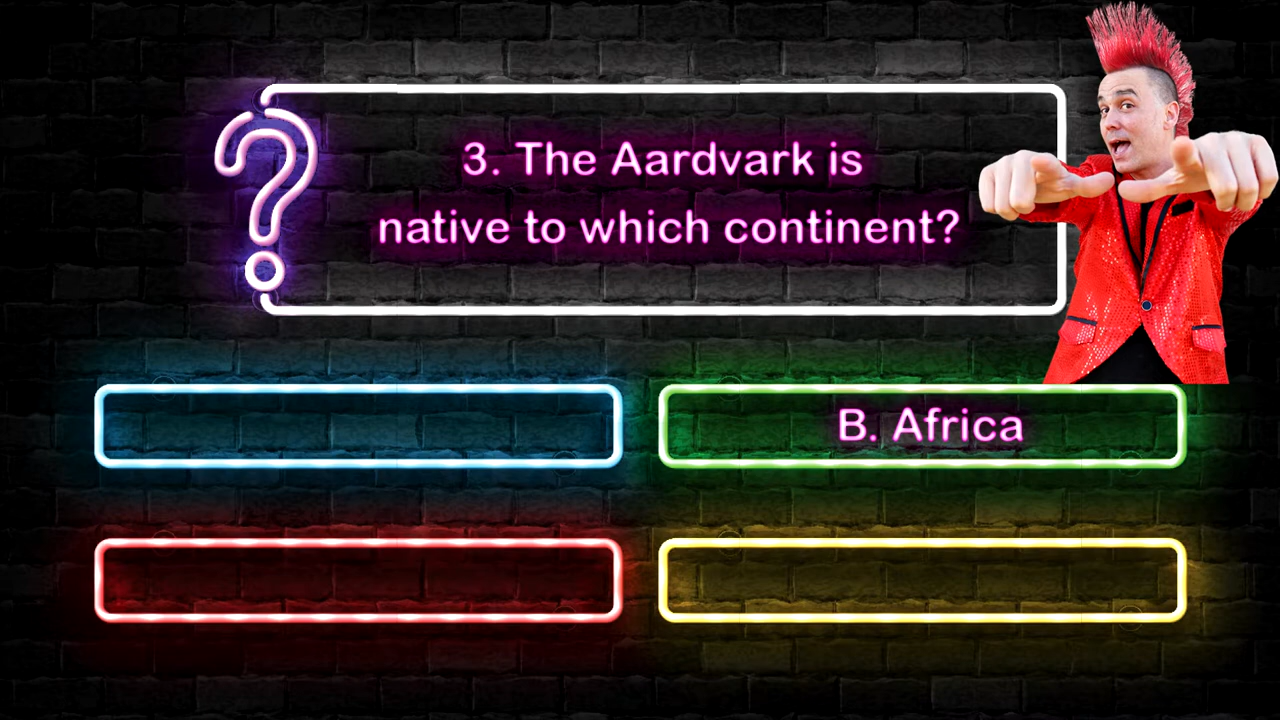 3. The Aardvark is
native to which continent?
B. Africa